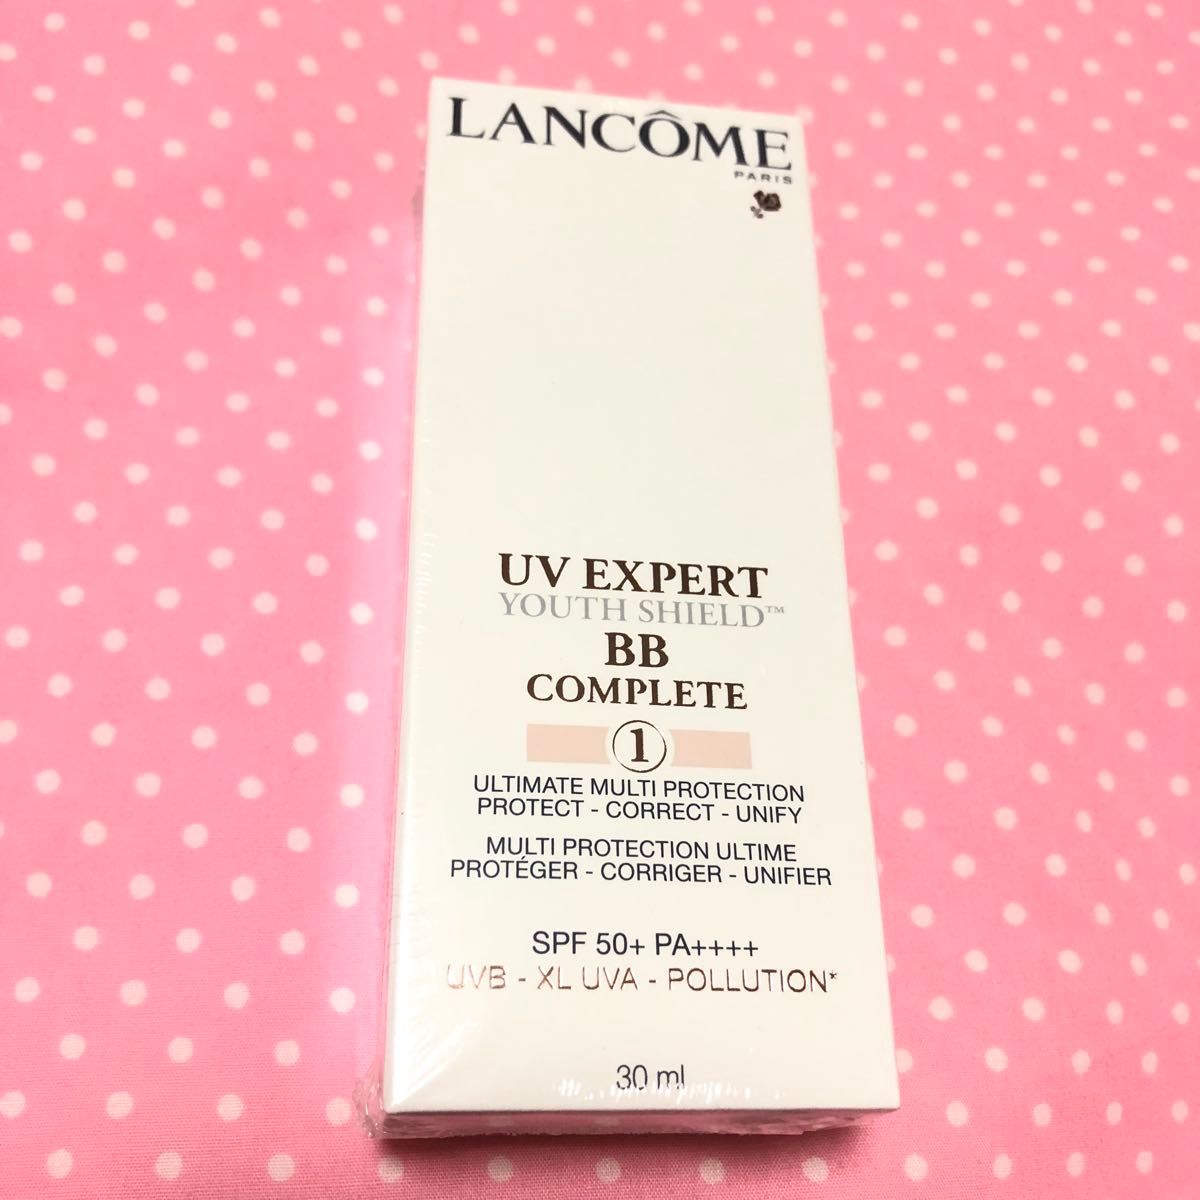 LANCÔME
PARIS
UV EXPERT
YOUTH SHIELD™
BB
COMPLETE
1
ULTIMATE MULTI PROTECTION
PROTECT - CORRECT - UNIFY
MULTI PROTECTION ULTIME
PROTÉGER - CORRIGER - UNIFIER
SPF 50+ PA++++
UVB - XL UVA - POLLUTION*
30 ml